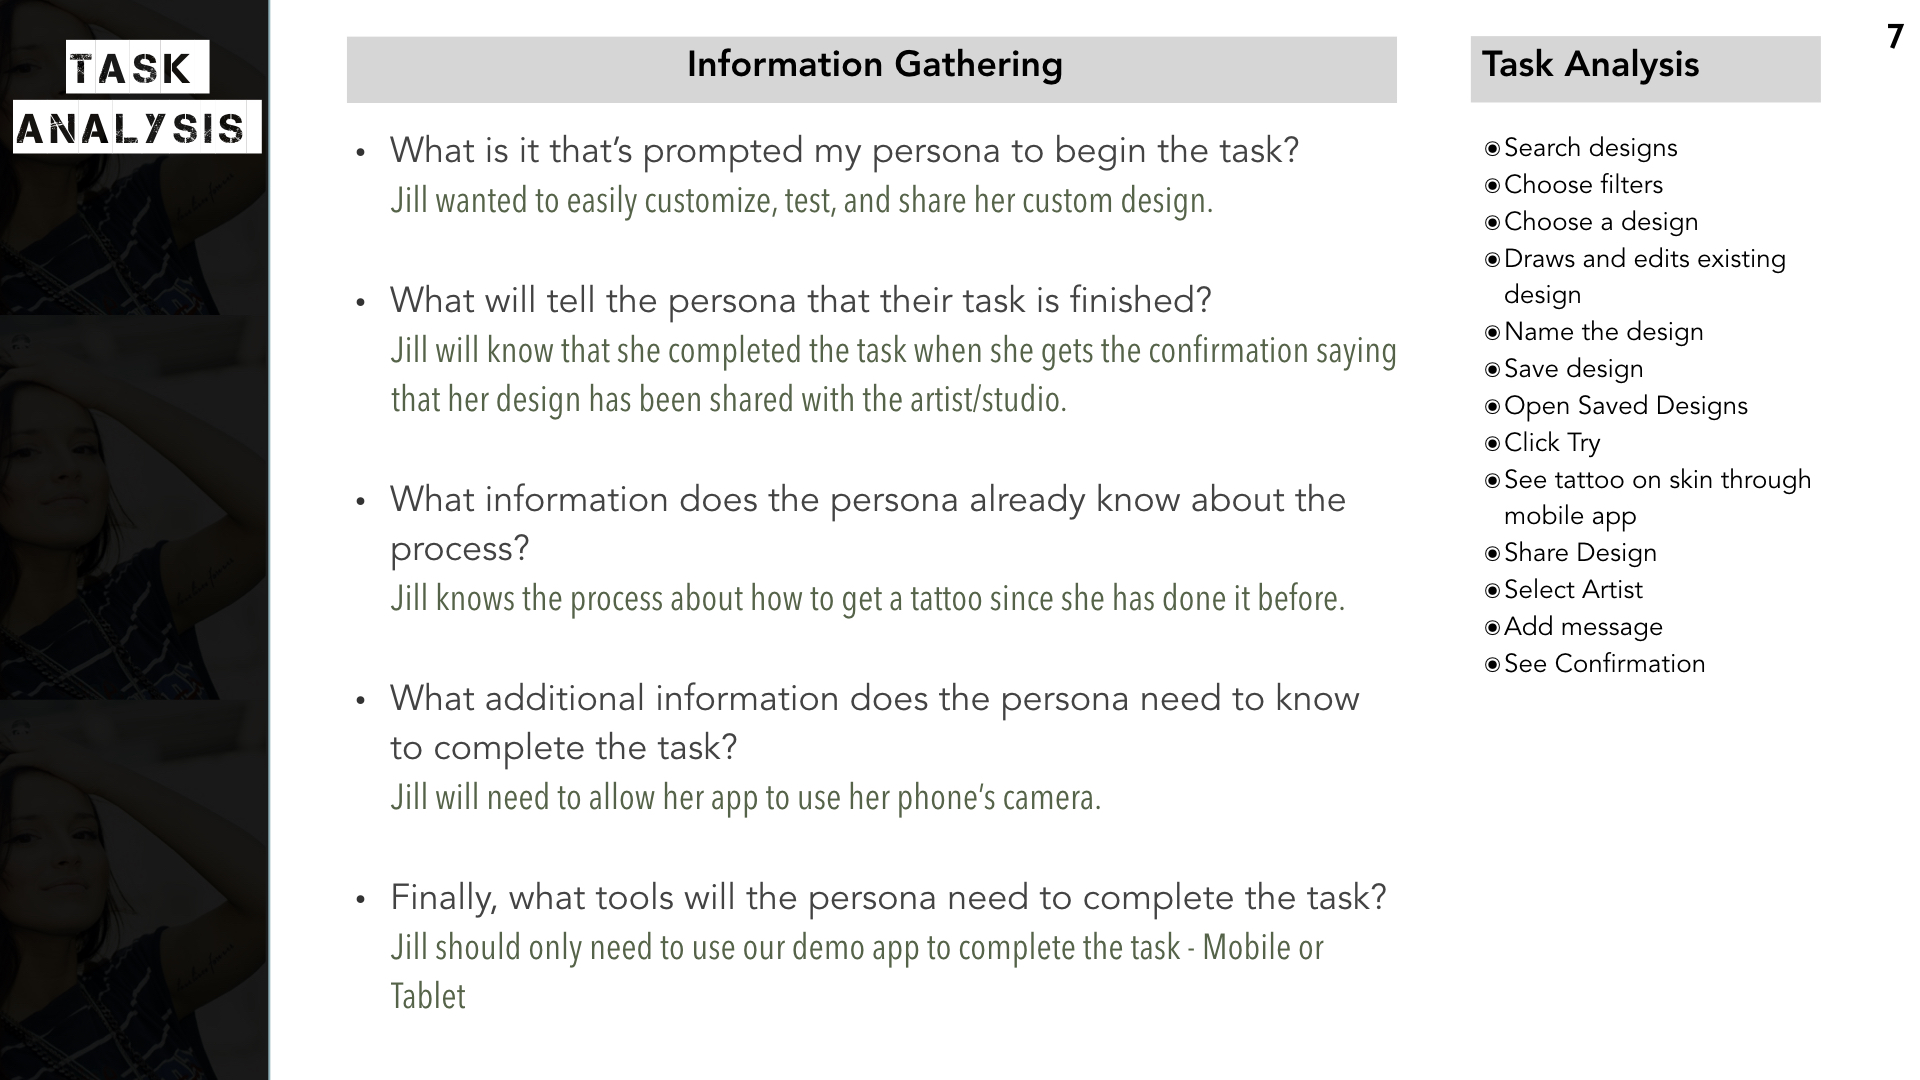 TASK
ANALYSIS
Information Gathering
• What is it that’s prompted my persona to begin the task?
Jill wanted to easily customize, test, and share her custom design.
• What will tell the persona that their task is finished?
Jill will know that she completed the task when she gets the confirmation saying
that her design has been shared with the artist/studio.
• What information does the persona already know about the
process?
Jill knows the process about how to get a tattoo since she has done it before.
• What additional information does the persona need to know
to complete the task?
Jill will need to allow her app to use her phone’s camera.
• Finally, what tools will the persona need to complete the task?
Jill should only need to use our demo app to complete the task - Mobile or
Tablet
Task Analysis
◉ Search designs
◉ Choose filters
◉ Choose a design
◉ Draws and edits existing
design
◉ Name the design
◉ Save design
◉ Open Saved Designs
◉ Click Try
◉ See tattoo on skin through
mobile app
◉ Share Design
◉ Select Artist
◉ Add message
◉ See Confirmation
7